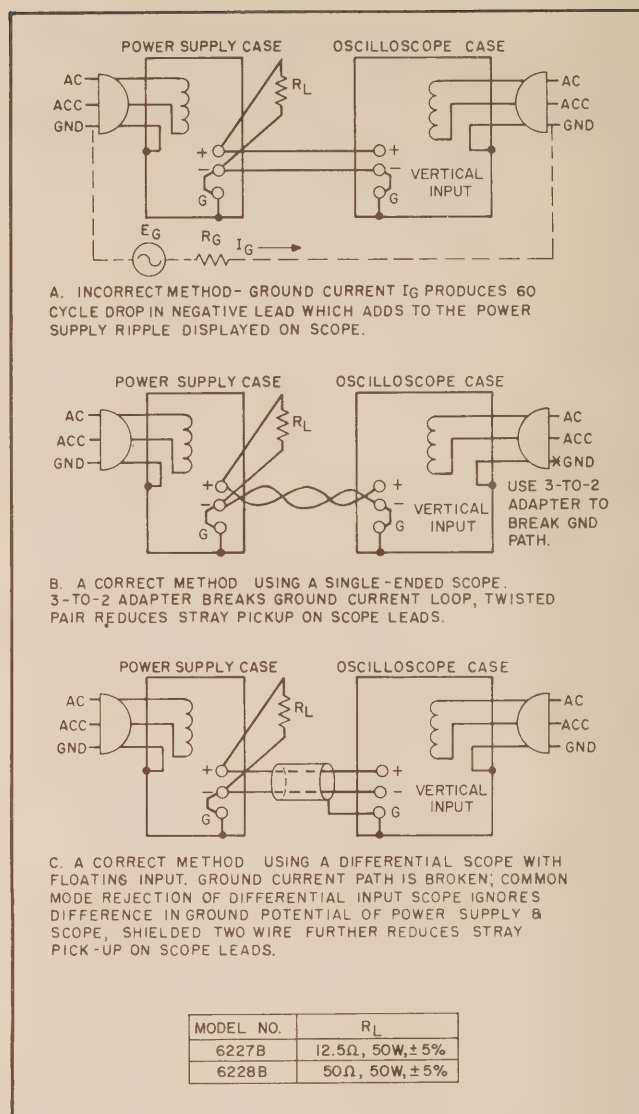 POWER SUPPLY CASE OSCILLOSCOPE CASE
AC
ACC
GND
RL
AC
ACC
GND
+
-
G
+
-
G
VERTICAL
INPUT
EG
RG
IG
A. INCORRECT METHOD- GROUND CURRENT IG PRODUCES 60
CYCLE DROP IN NEGATIVE LEAD WHICH ADDS TO THE POWER
SUPPLY RIPPLE DISPLAYED ON SCOPE.
POWER SUPPLY CASE OSCILLOSCOPE CASE
AC
ACC
GND
RL
AC
ACC
GND
+
-
G
+
-
G
VERTICAL
INPUT
USE 3-TO-2
ADAPTER TO
BREAK GND
PATH.
B. A CORRECT METHOD USING A SINGLE-ENDED SCOPE.
3-TO-2 ADAPTER BREAKS GROUND CURRENT LOOP, TWISTED
PAIR REDUCES STRAY PICKUP ON SCOPE LEADS.
POWER SUPPLY CASE OSCILLOSCOPE CASE
AC
ACC
GND
RL
AC
ACC
GND
+
-
G
+
-
G
VERTICAL
INPUT
C. A CORRECT METHOD USING A DIFFERENTIAL SCOPE WITH
FLOATING INPUT. GROUND CURRENT PATH IS BROKEN; COMMON
MODE REJECTION OF DIFFERENTIAL INPUT SCOPE IGNORES
DIFFERENCE IN GROUND POTENTIAL OF POWER SUPPLY &
SCOPE, SHIELDED TWO WIRE FURTHER REDUCES STRAY
PICK-UP ON SCOPE LEADS.
MODEL NO. RL
6227B 12.5Ω, 50W,±5%
6228B 50Ω, 50W,±5%